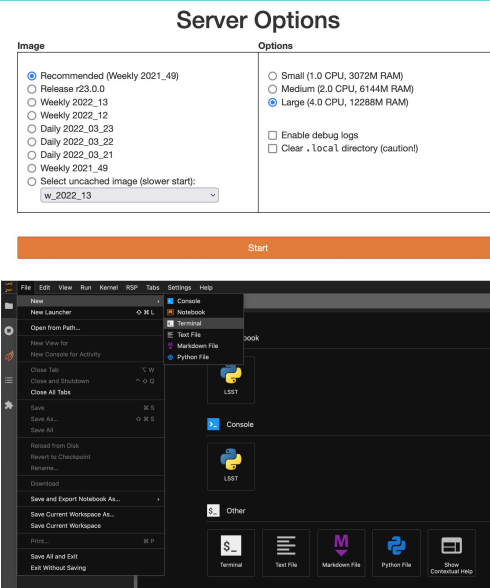 Server Options
Image
Options
Recommended (Weekly 2021_49)
Release r23.0.0
Weekly 2022_13
Weekly 2022_12
Daily 2022_03_23
Daily 2022_03_22
Daily 2022_03_21
Weekly 2021_49
Select uncached image (slower start):
w_2022_13
Small (1.0 CPU, 3072M RAM)
Medium (2.0 CPU, 6144M RAM)
Large (4.0 CPU, 12288M RAM)
Enable debug logs
Clear .local directory (caution!)
Start
File Edit View Run Kernel RSP Tabs Settings Help
New
New Launcher ⇧ ⌘ L
Open from Path...
New View for
New Console for Activity
Close Tab ⌥ W
Close and Shutdown ⌃ ⇧ Q
Close All Tabs
Save ⌘ S
Save As... ⇧ ⌘ S
Save All
Reload from Disk
Revert to Checkpoint
Rename...
Download
Save and Export Notebook As...
Save Current Workspace As...
Save Current Workspace
Print... ⌘ P
Save All and Exit
Exit Without Saving
Console
Notebook
Terminal
Text File
Markdown File
Python File
book
LSST
Console
LSST
$_ Other
$_
Terminal
Text File
Markdown File
Python File
Show
Contextual Help